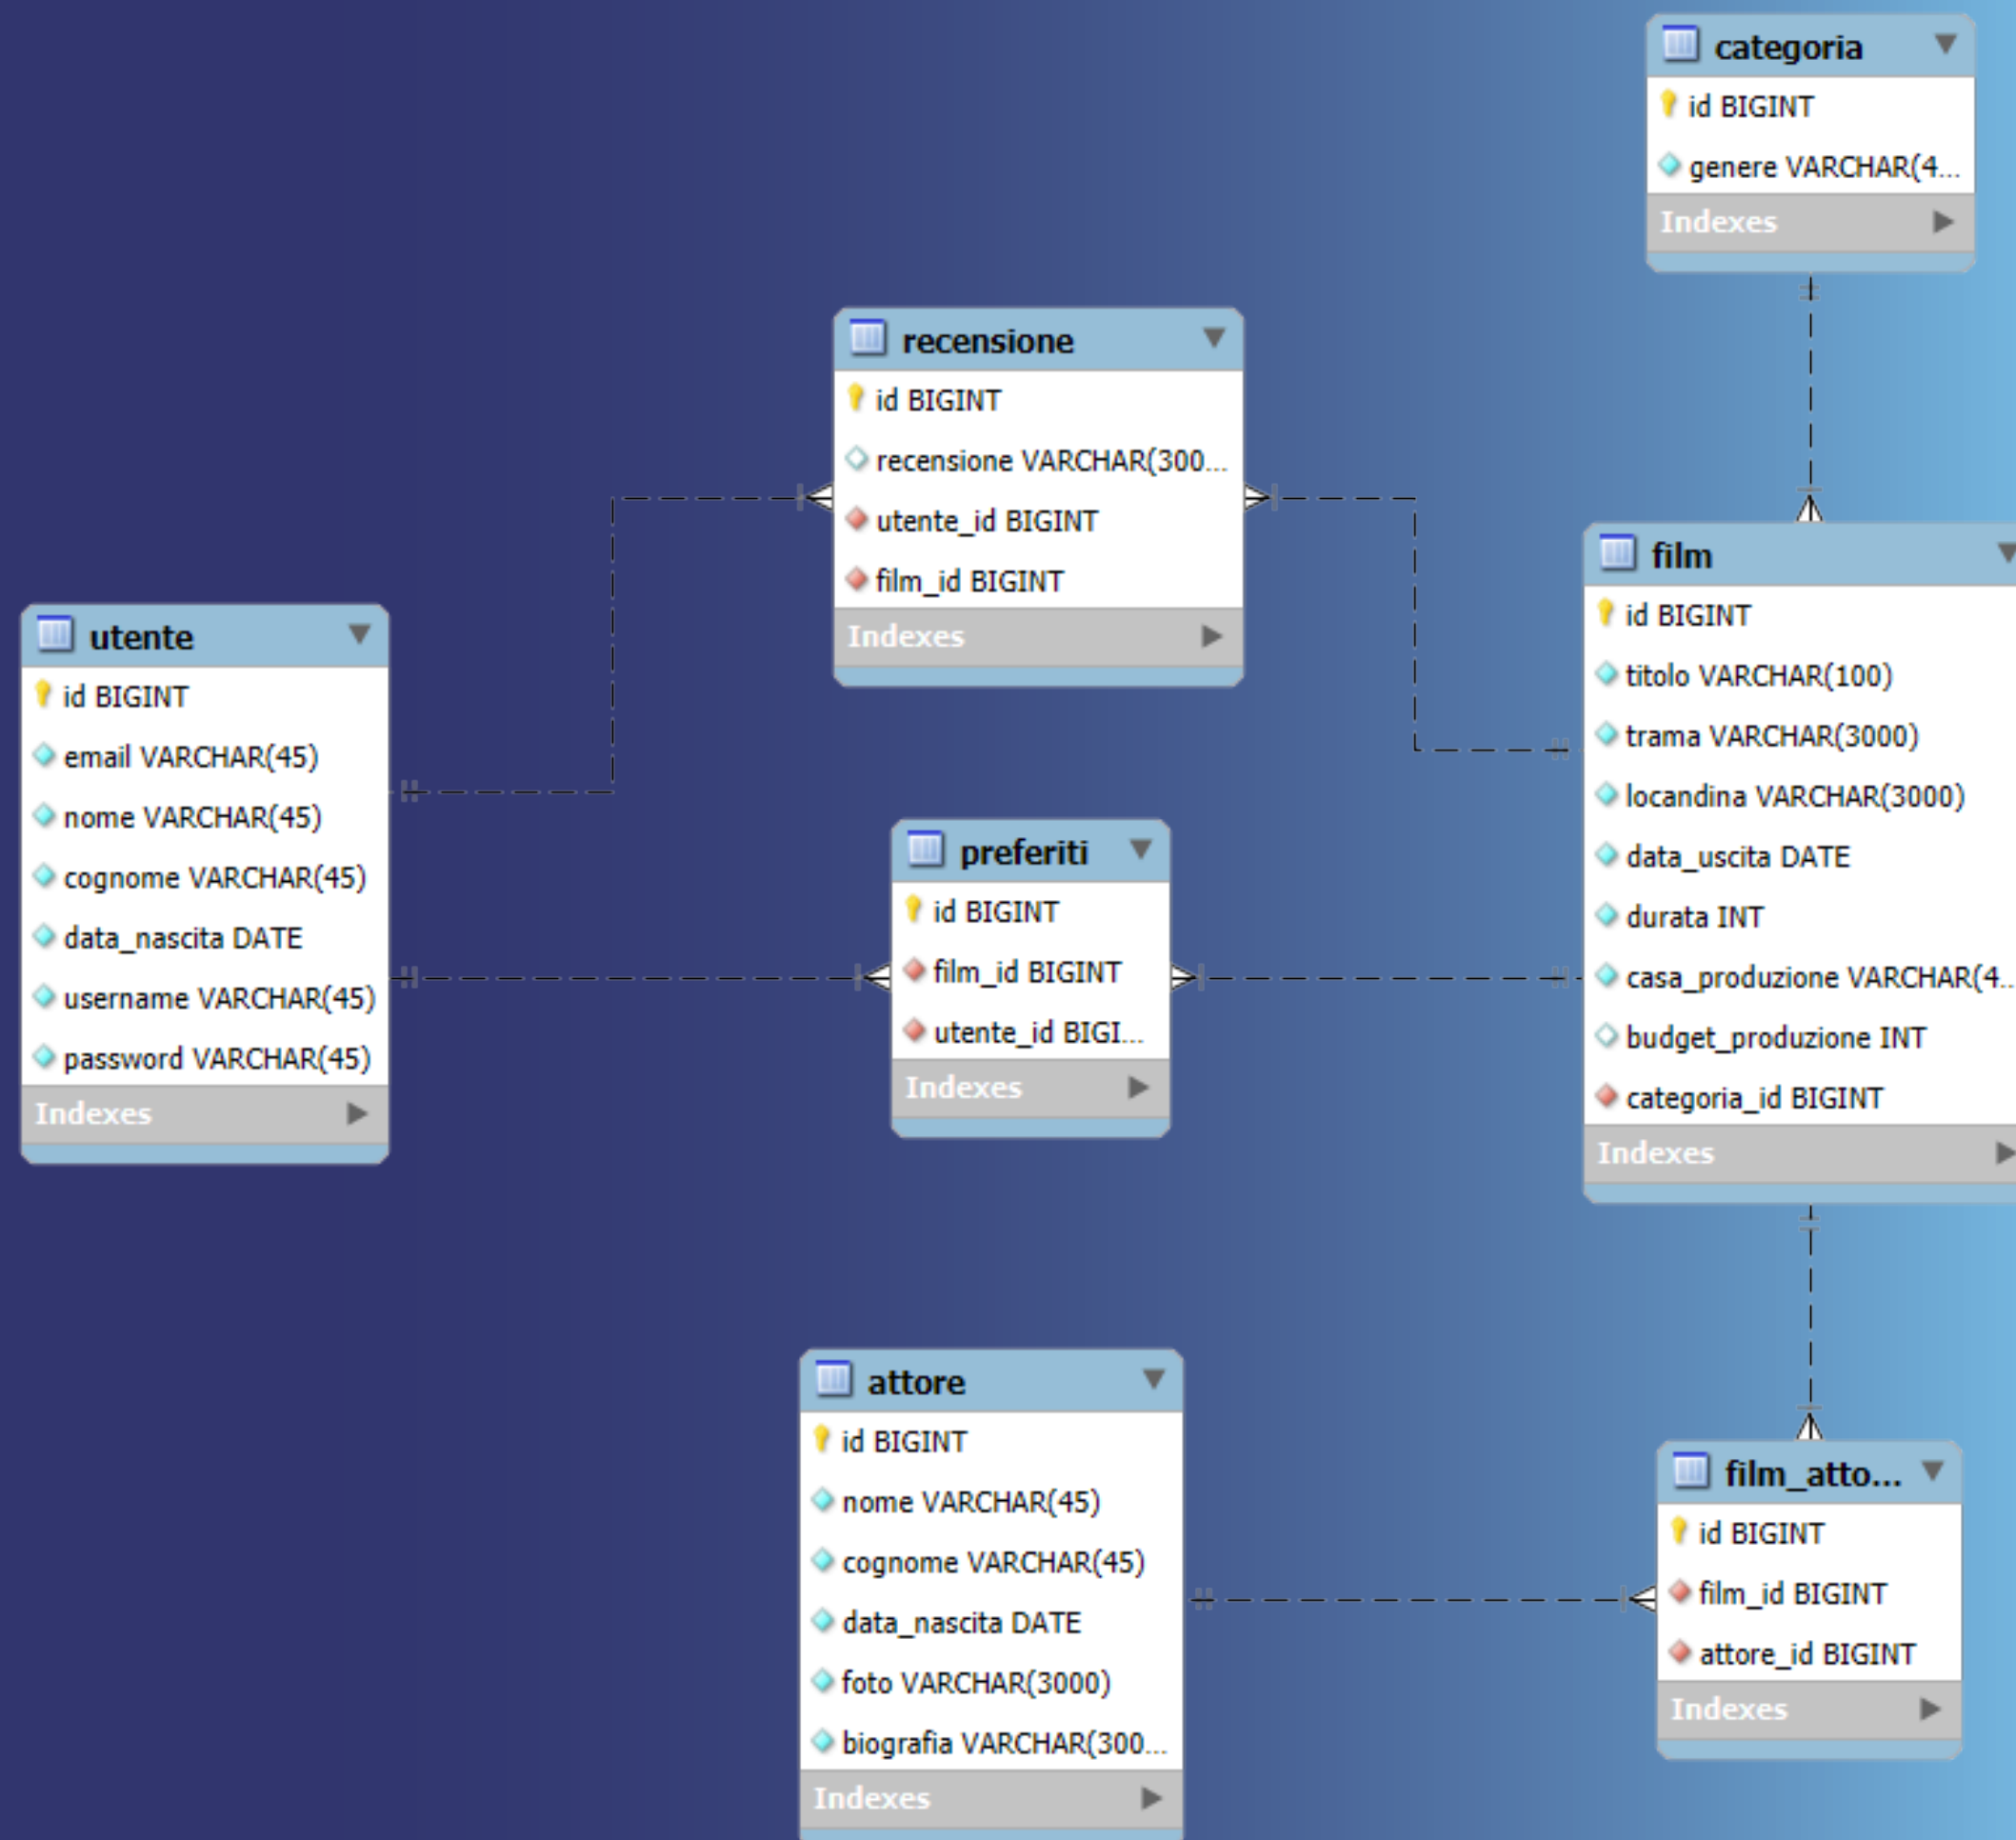 categoria
id BIGINT
genere VARCHAR(4...
Indexes
recensione
id BIGINT
recensione VARCHAR(300...
utente_id BIGINT
film_id BIGINT
Indexes
film
id BIGINT
titolo VARCHAR(100)
trama VARCHAR(3000)
locandina VARCHAR(3000)
data_uscita DATE
durata INT
casa_produzione VARCHAR(4...
budget_produzione INT
categoria_id BIGINT
Indexes
utente
id BIGINT
email VARCHAR(45)
nome VARCHAR(45)
cognome VARCHAR(45)
data_nascita DATE
username VARCHAR(45)
password VARCHAR(45)
Indexes
preferiti
id BIGINT
film_id BIGINT
utente_id BIGI...
Indexes
attore
id BIGINT
nome VARCHAR(45)
cognome VARCHAR(45)
data_nascita DATE
foto VARCHAR(3000)
biografia VARCHAR(300...
Indexes
film_atto...
id BIGINT
film_id BIGINT
attore_id BIGINT
Indexes